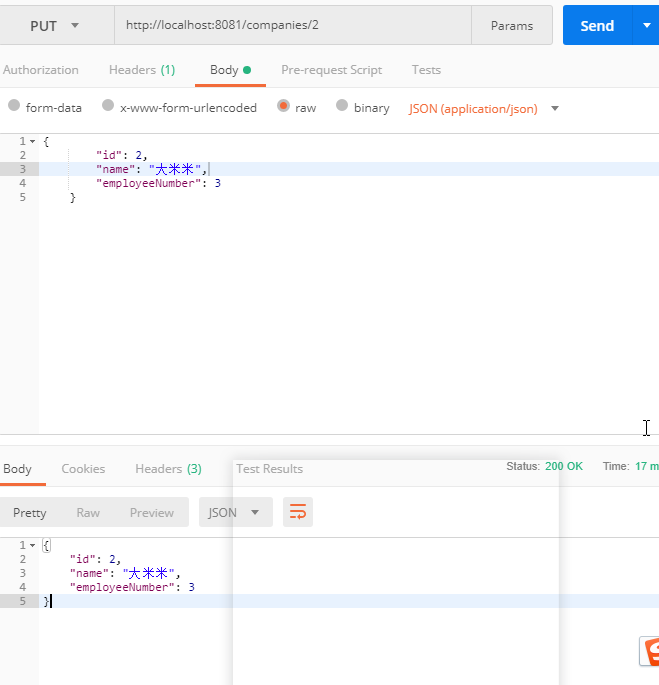 PUT http://localhost:8081/companies/2 Params Send
Authorization Headers (1) Body Pre-request Script Tests
form-data x-www-form-urlencoded raw binary JSON (application/json)
1 {
2 "id": 2,
3 "name": "大米米",
4 "employeeNumber": 3
5 }
Body Cookies Headers (3) Test Results Status: 200 OK Time: 17 m
Pretty Raw Preview JSON
1 {
2 "id": 2,
3 "name": "大米米",
4 "employeeNumber": 3
5 }